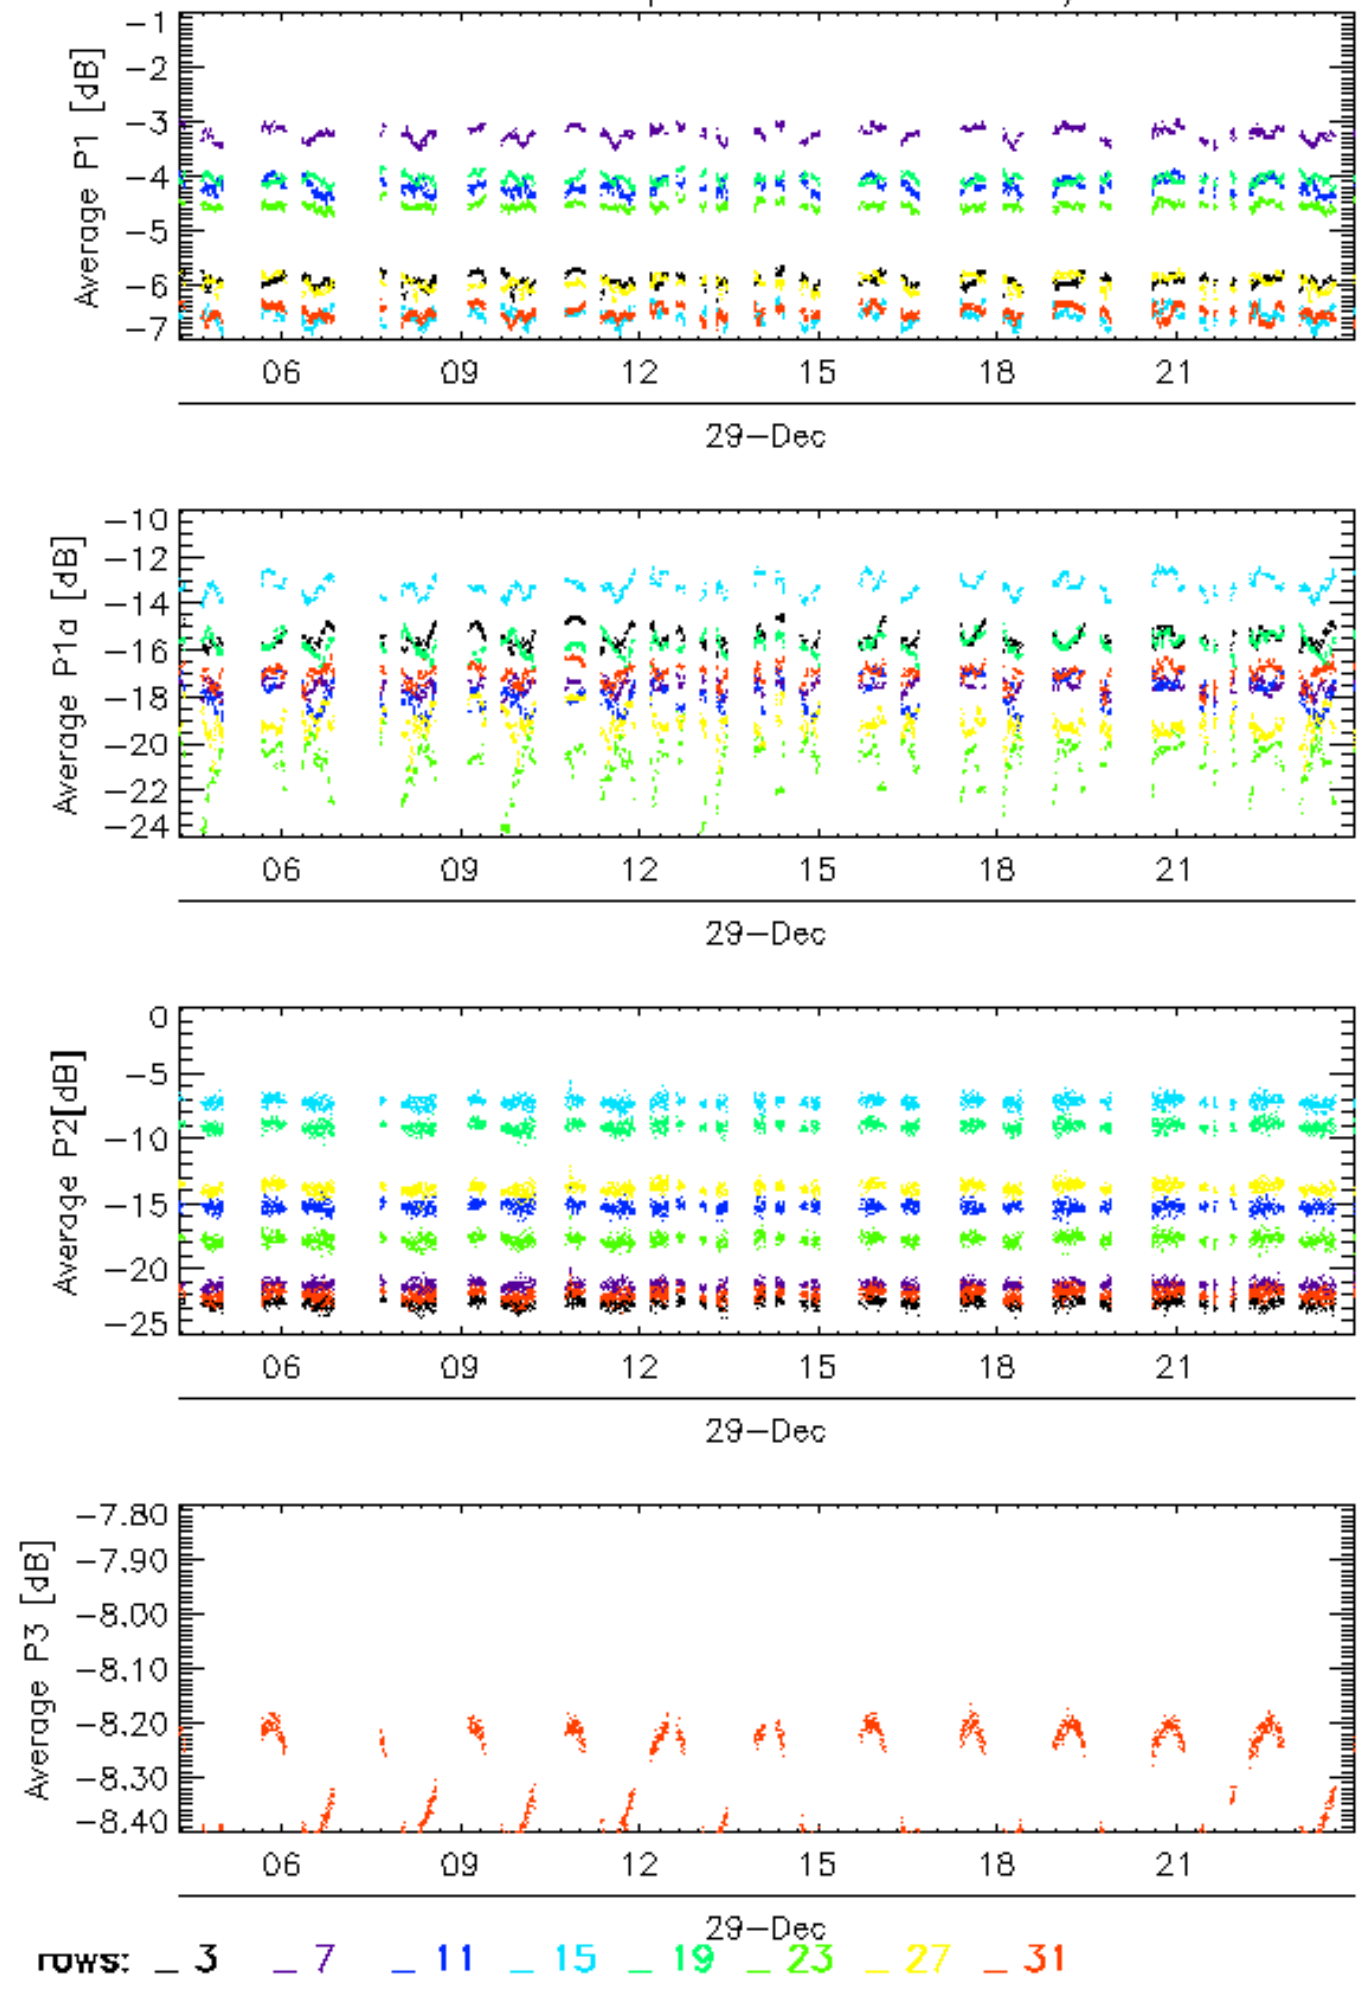 Average P1 [dB]
-1
-2
-3
-4
-5
-6
-7
06 09 12 15 18 21
29-Dec
Average P1a [dB]
-10
-12
-14
-16
-18
-20
-22
-24
06 09 12 15 18 21
29-Dec
Average P2[dB]
0
-5
-10
-15
-20
-25
06 09 12 15 18 21
29-Dec
Average P3 [dB]
-7.80
-7.90
-8.00
-8.10
-8.20
-8.30
-8.40
06 09 12 15 18 21
29-Dec
rows: _ 3 _ 7 _ 11 _ 15 _ 19 _ 23 _ 27 _ 31